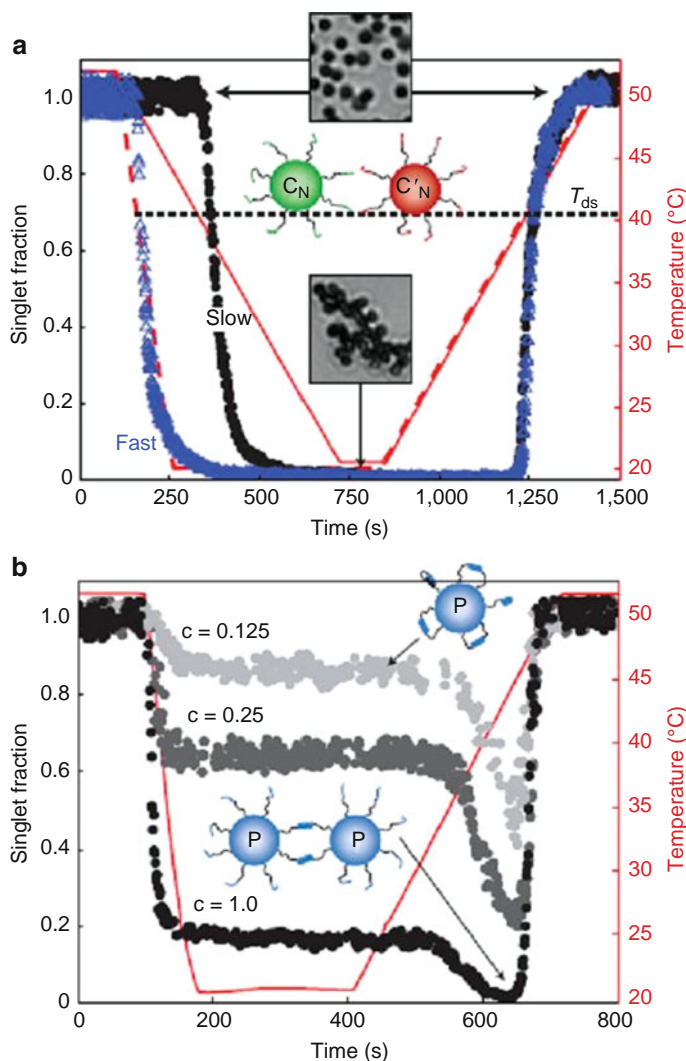 a
1.0
0.8
0.6
0.4
0.2
0
Singlet fraction
50
45
40
35
30
25
20
Temperature (°C)
C_N
C′_N
T_ds
Slow
Fast
0
250
500
750
1,000
1,250
1,500
Time (s)
b
1.0
0.8
0.6
0.4
0.2
0
Singlet fraction
50
45
40
35
30
25
20
Temperature (°C)
P
c = 0.125
c = 0.25
P
P
c = 1.0
200
400
600
800
Time (s)